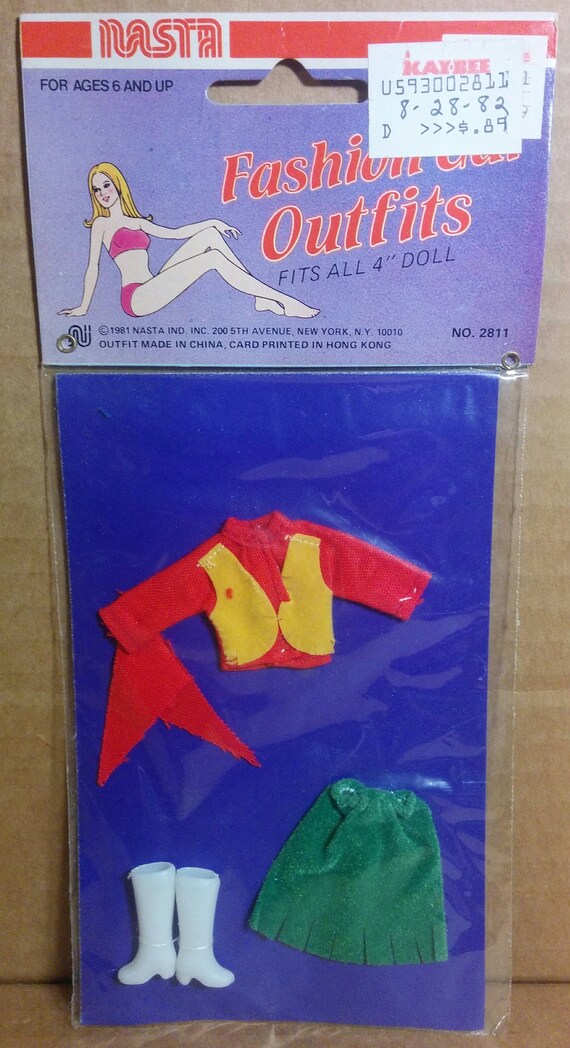 NASTA
FOR AGES 6 AND UP
KAY·BEE
US93002811
8-28-82
D >>>$.89
Fashion
Outfits
FITS ALL 4" DOLL
©1981 NASTA IND. INC. 200 5TH AVENUE, NEW YORK, N.Y. 10010
OUTFIT MADE IN CHINA, CARD PRINTED IN HONG KONG
NO. 2811